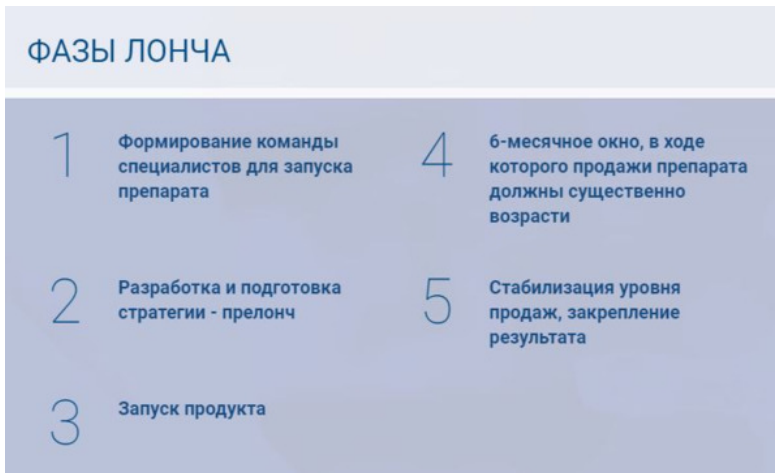 ФАЗЫ ЛОНЧА
1
Формирование команды
специалистов для запуска
препарата
2
Разработка и подготовка
стратегии - прелонч
3
Запуск продукта
4
6-месячное окно, в ходе
которого продажи препарата
должны существенно
возрасти
5
Стабилизация уровня
продаж, закрепление
результата